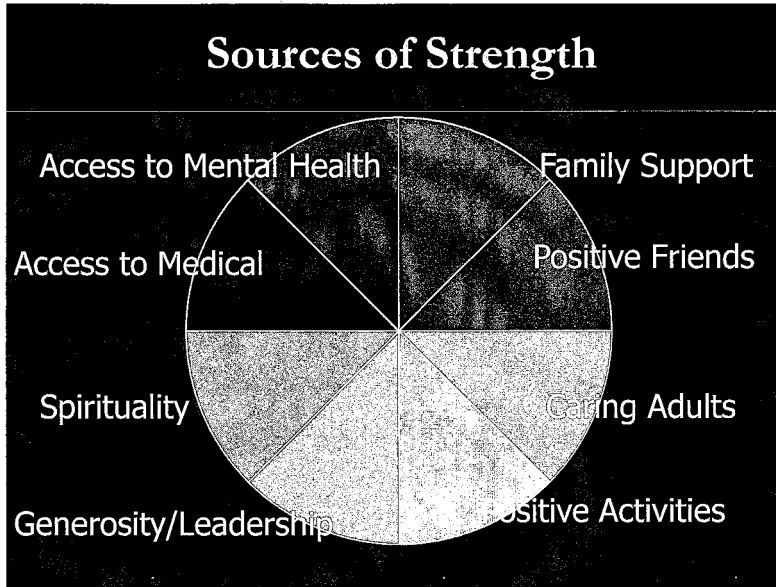 Sources of Strength
Access to Mental Health
Family Support
Access to Medical
Positive Friends
Spirituality
Caring Adults
Generosity/Leadership
Positive Activities